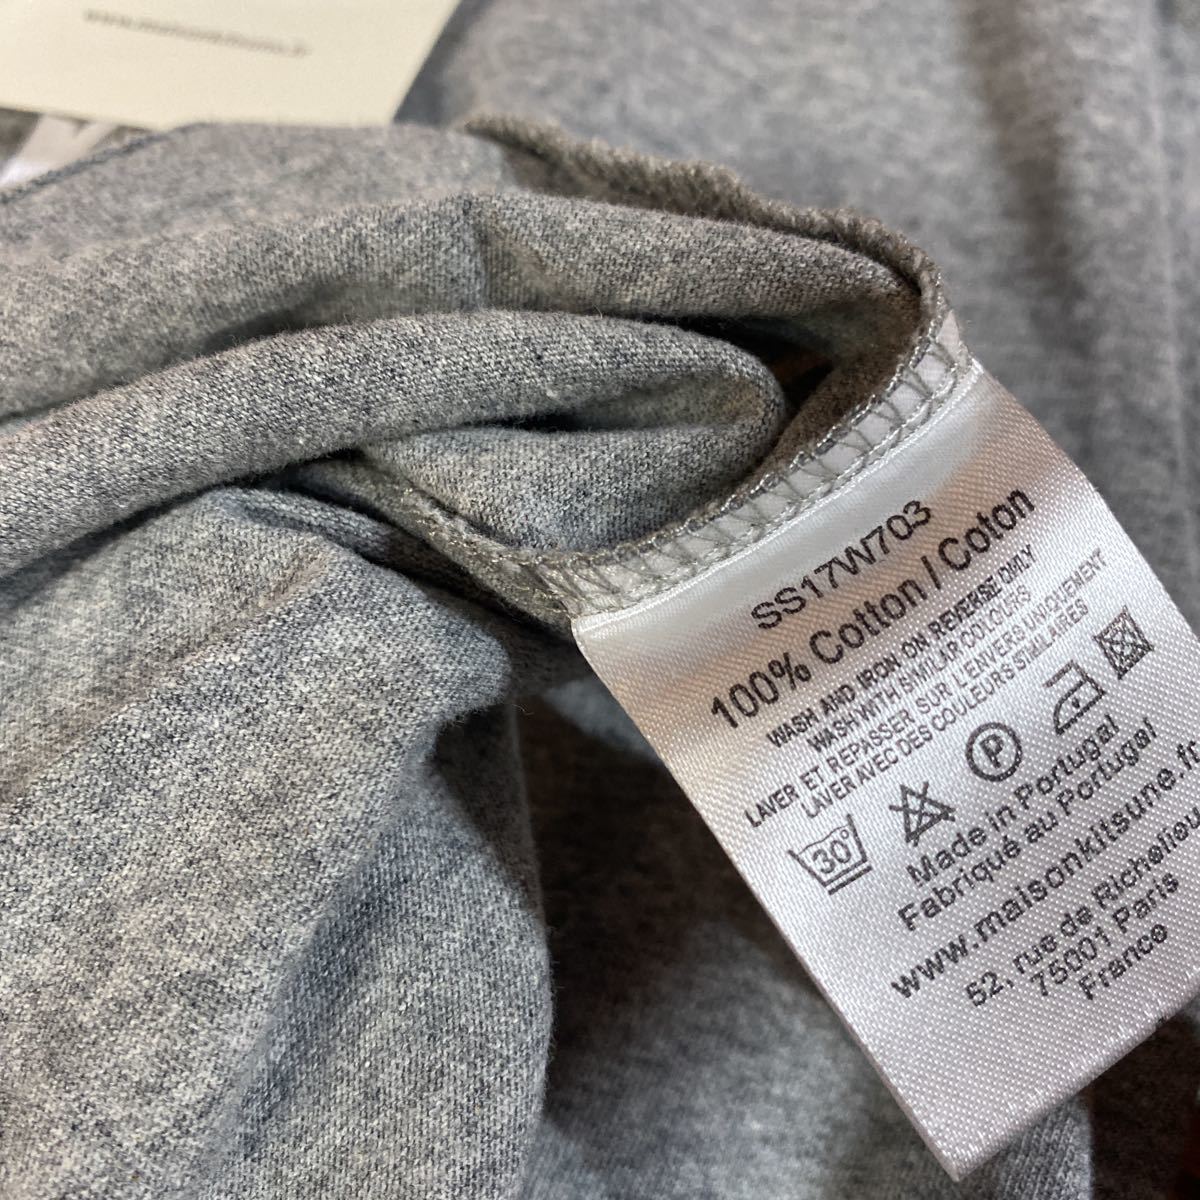 SS17W703
100% Cotton / Coton
WASH AND IRON ON REVERSE ONLY
WASH WITH SIMILAR COLOURS
LAVER ET REPASSER SUR L'ENVERS UNIQUEMENT
LAVER AVEC DES COULEURS SIMILAIRES
30°
P
Made in Portugal
Fabriqué au Portugal
www.maisonkitsune.fr
52, rue de Richelieu
75001 Paris
France